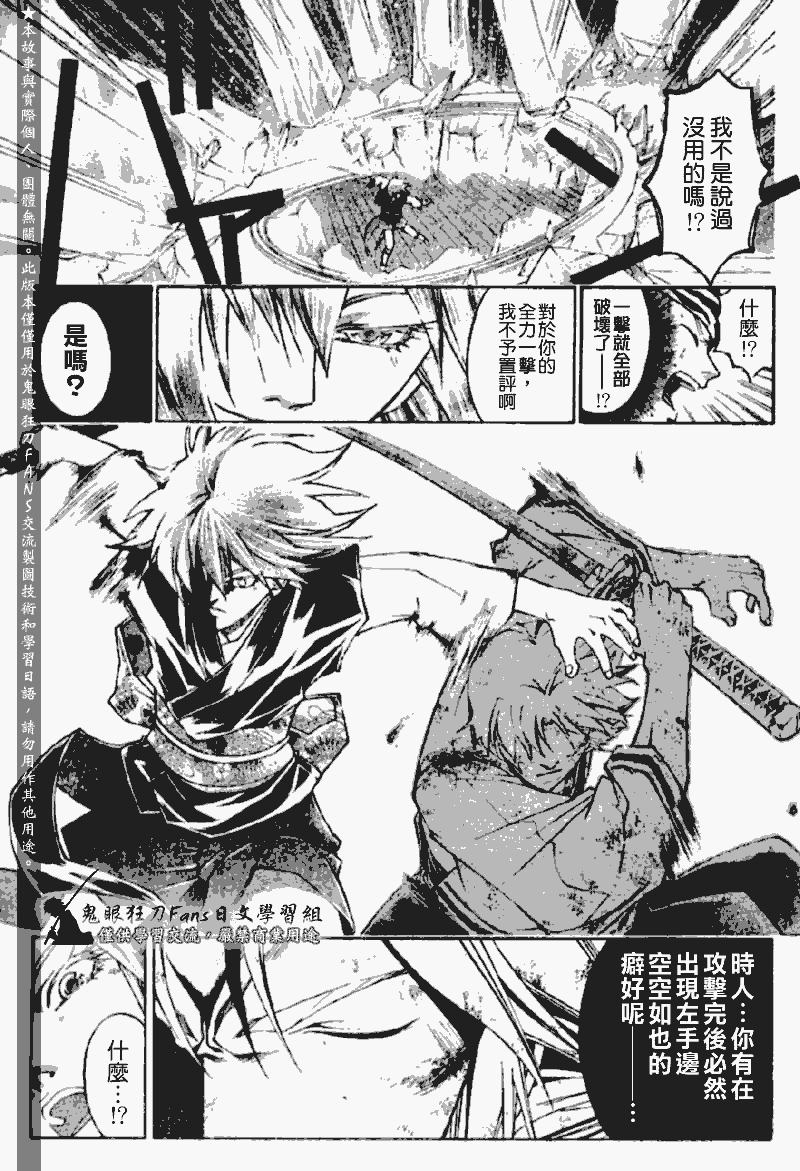 我不是說過
沒用的嗎!?
什麼!?
一擊就全部
破壞了——!?
對於你的
全力一擊，
我不予置評啊
是嗎？
時人…你有在
攻擊完後必然
出現左手邊
空空如也的
癖好呢———…
什麼…!?
鬼眼狂刀Fans日文學習組
僅供學習交流，嚴禁商業用途
★本故事與實際個人、團體無關。此版本僅僅用於鬼眼狂刀FANS交流製圖技術和學習日語，請勿用作其他用途。